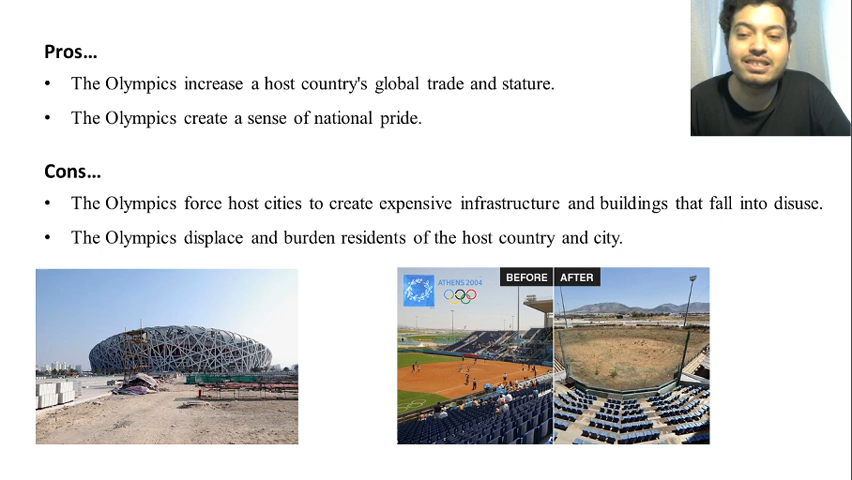 Pros...
• The Olympics increase a host country's global trade and stature.
• The Olympics create a sense of national pride.
Cons...
• The Olympics force host cities to create expensive infrastructure and buildings that fall into disuse.
• The Olympics displace and burden residents of the host country and city.
ATHENS 2004
BEFORE
AFTER